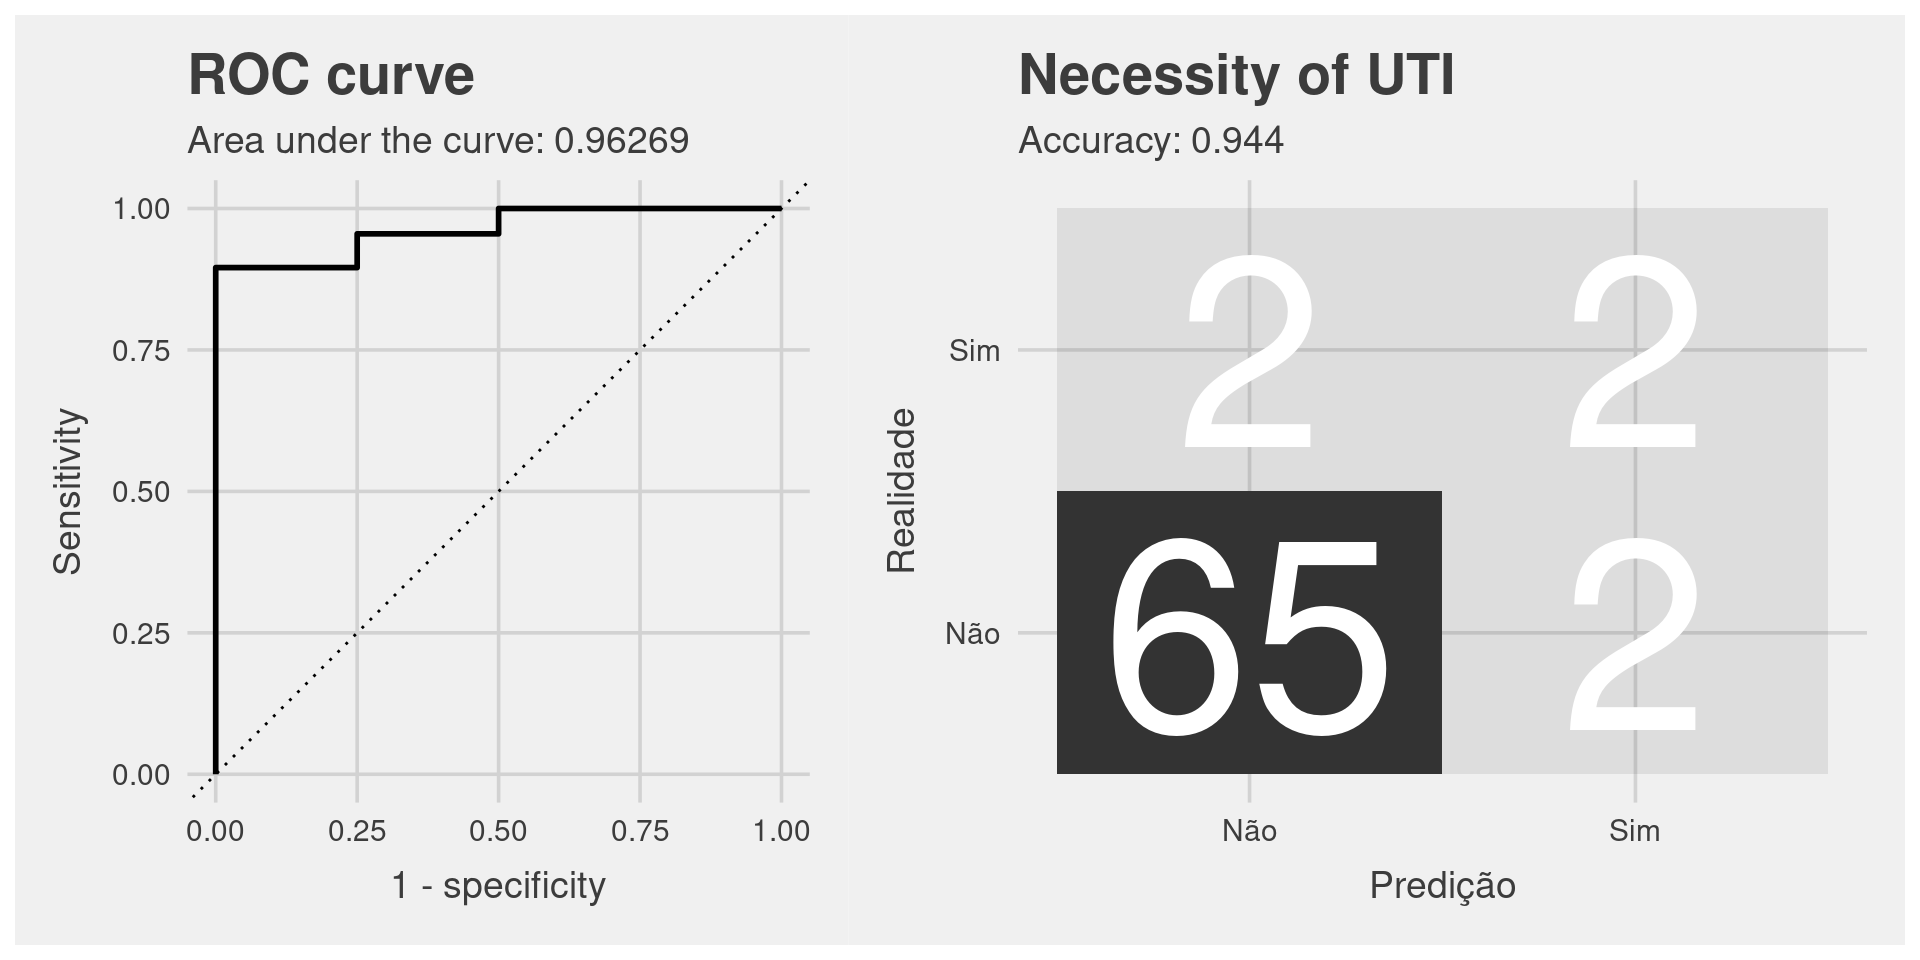 ROC curve
Area under the curve: 0.96269
1.00
0.75
0.50
0.25
0.00
Sensitivity
0.00 0.25 0.50 0.75 1.00
1 - specificity
Necessity of UTI
Accuracy: 0.944
Sim
Não
Realidade
2 2
65 2
Não Sim
Predição